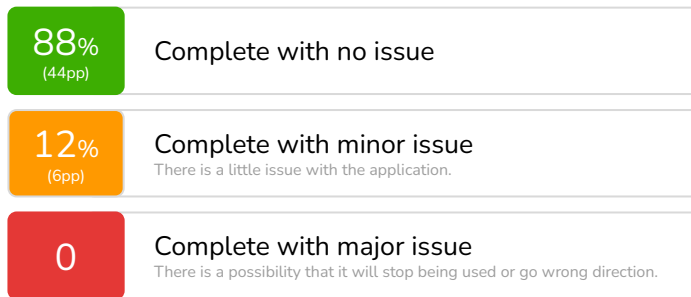 88%
(44pp)
Complete with no issue
12%
(6pp)
Complete with minor issue
There is a little issue with the application.
0
Complete with major issue
There is a possibility that it will stop being used or go wrong direction.